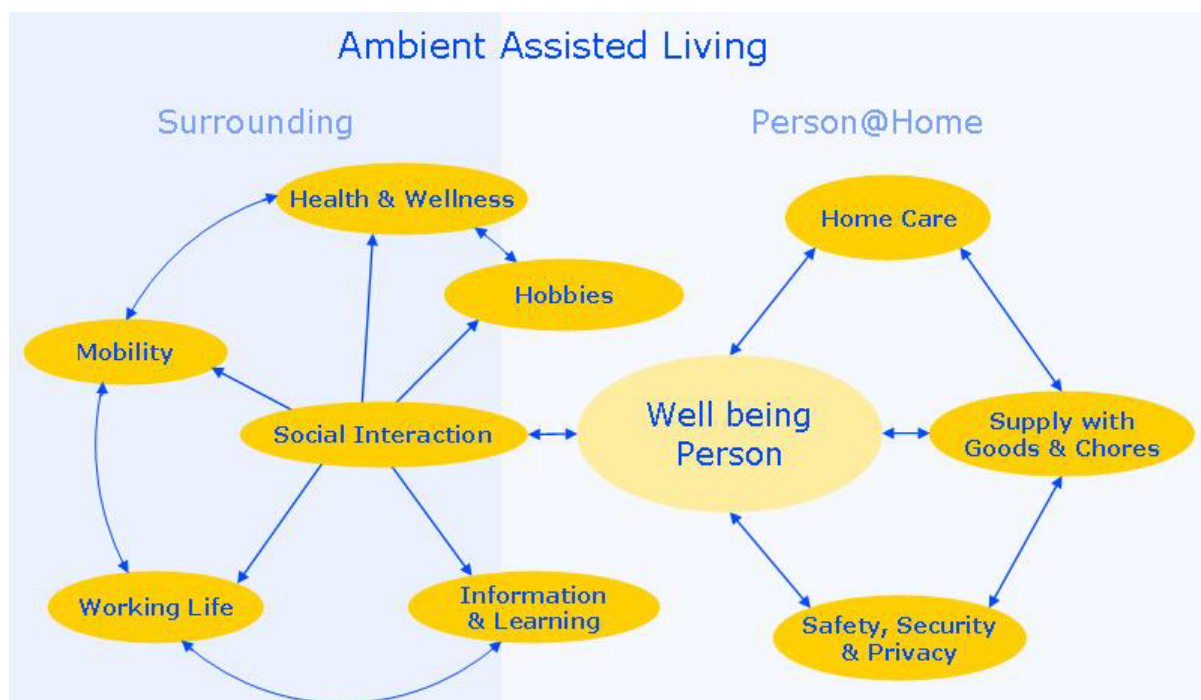 Ambient Assisted Living
Surrounding
Person@Home
Health & Wellness
Home Care
Hobbies
Mobility
Social Interaction
Well being
Person
Supply with
Goods & Chores
Working Life
Information
& Learning
Safety, Security
& Privacy